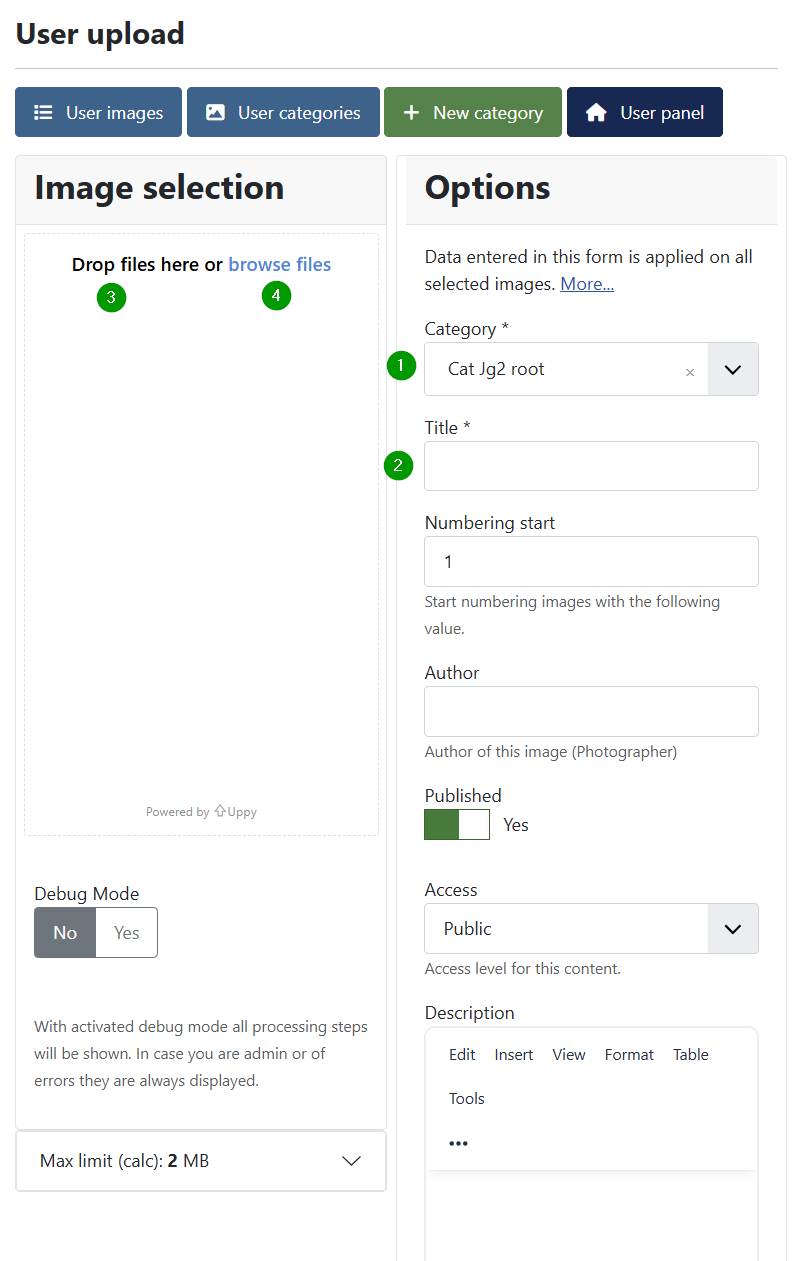 User upload
User images
User categories
New category
User panel
Image selection
Drop files here or browse files
3
4
Powered by Uppy
Debug Mode
No
Yes
With activated debug mode all processing steps
will be shown. In case you are admin or of
errors they are always displayed.
Max limit (calc): 2 MB
Options
Data entered in this form is applied on all
selected images. More...
Category *
1
Cat Jg2 root
×
Title *
2
Numbering start
1
Start numbering images with the following
value.
Author
Author of this image (Photographer)
Published
Yes
Access
Public
Access level for this content.
Description
Edit Insert View Format Table
Tools
•••